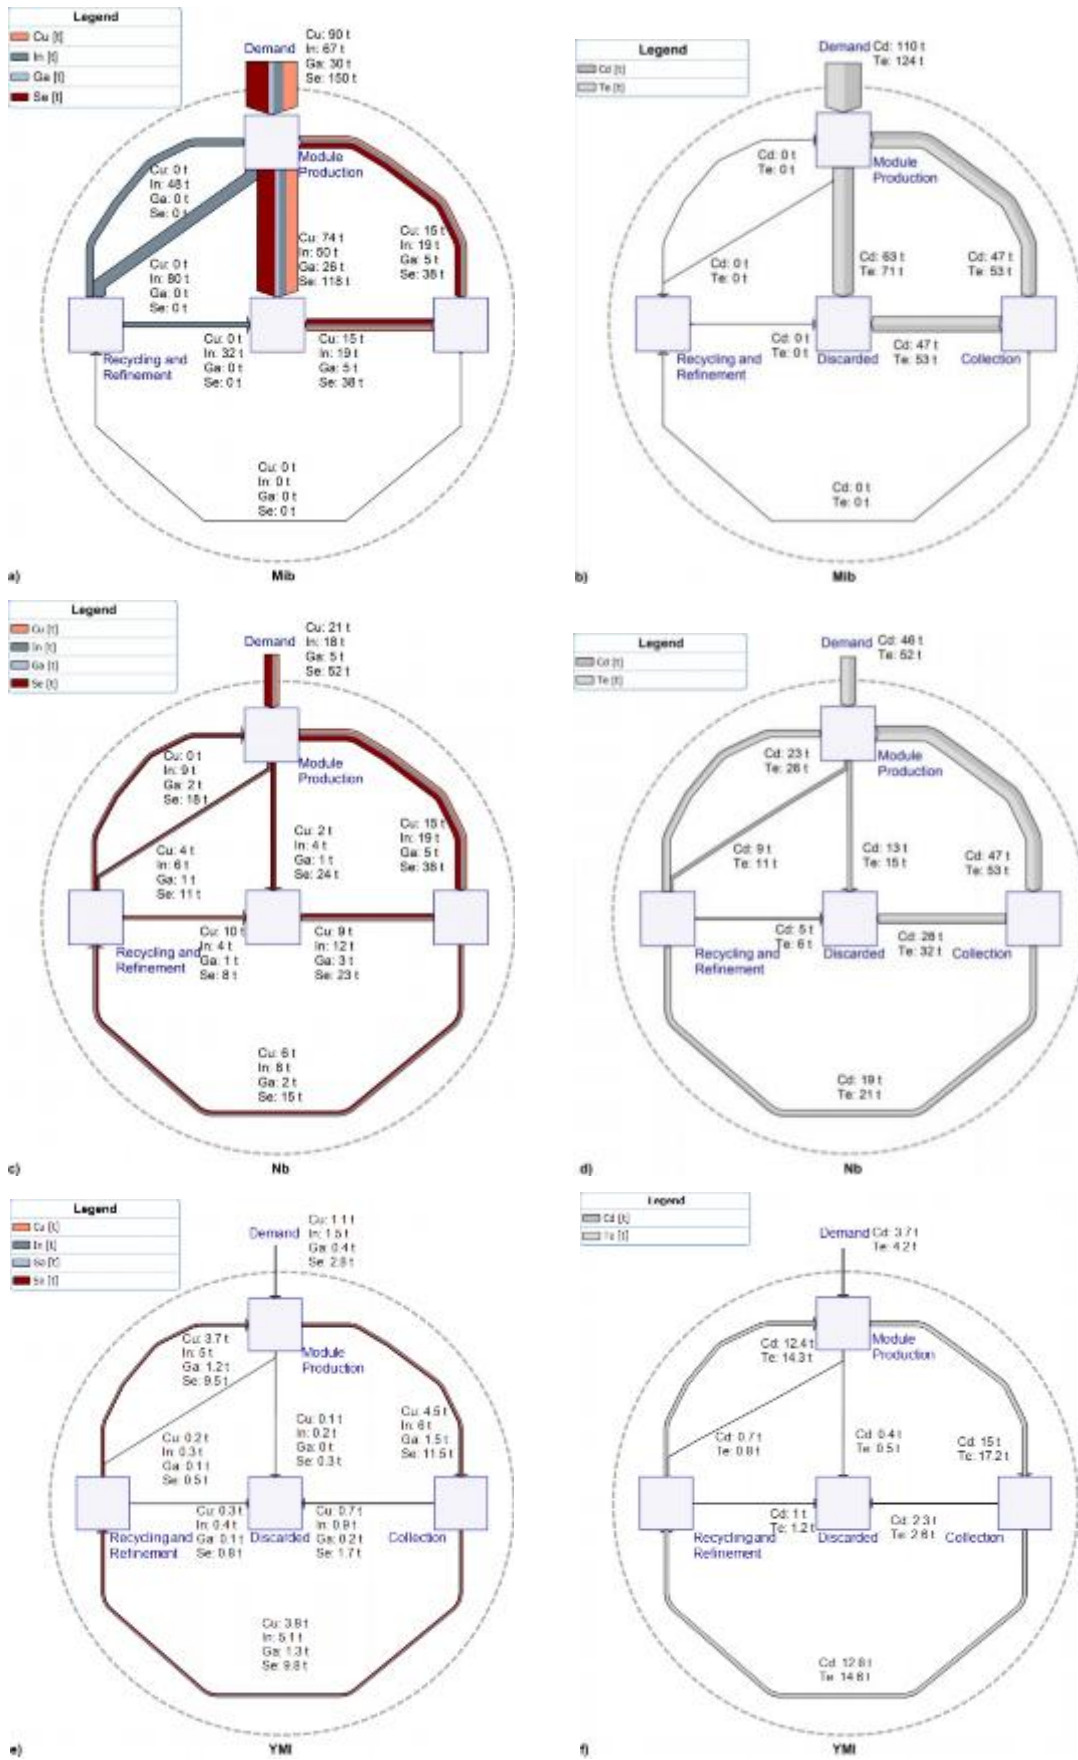 Legend
Cu [t]
In [t]
Ga [t]
Se [t]
Demand
Cu: 90 t
In: 67 t
Ga: 30 t
Se: 150 t
Module
Production
Cu: 0 t
In: 48 t
Ga: 0 t
Se: 0 t
Cu: 74 t
In: 50 t
Ga: 26 t
Se: 118 t
Cu: 15 t
In: 19 t
Ga: 5 t
Se: 38 t
Cu: 0 t
In: 80 t
Ga: 0 t
Se: 0 t
Recycling and
Refinement
Cu: 0 t
In: 32 t
Ga: 0 t
Se: 0 t
Cu: 15 t
In: 19 t
Ga: 5 t
Se: 38 t
Cu: 0 t
In: 0 t
Ga: 0 t
Se: 0 t
a)
Mib
Legend
Cd [t]
Te [t]
Demand
Cd: 110 t
Te: 124 t
Cd: 0 t
Te: 0 t
Module
Production
Cd: 0 t
Te: 0 t
Cd: 63 t
Te: 71 t
Cd: 47 t
Te: 53 t
Recycling and
Refinement
Cd: 0 t
Te: 0 t
Discarded
Cd: 47 t
Te: 53 t
Collection
Cd: 0 t
Te: 0 t
b)
Mib
Legend
Cu [t]
In [t]
Ga [t]
Se [t]
Demand
Cu: 21 t
In: 18 t
Ga: 5 t
Se: 52 t
Module
Production
Cu: 0 t
In: 9 t
Ga: 2 t
Se: 18 t
Cu: 4 t
In: 6 t
Ga: 1 t
Se: 11 t
Cu: 2 t
In: 4 t
Ga: 1 t
Se: 24 t
Cu: 15 t
In: 19 t
Ga: 5 t
Se: 38 t
Recycling and
Refinement
Cu: 10 t
In: 4 t
Ga: 1 t
Se: 8 t
Cu: 9 t
In: 12 t
Ga: 3 t
Se: 23 t
Cu: 6 t
In: 8 t
Ga: 2 t
Se: 15 t
c)
Nb
Legend
Cd [t]
Te [t]
Demand
Cd: 46 t
Te: 52 t
Cd: 23 t
Te: 26 t
Module
Production
Cd: 9 t
Te: 11 t
Cd: 13 t
Te: 15 t
Cd: 47 t
Te: 53 t
Recycling and
Refinement
Cd: 5 t
Te: 6 t
Discarded
Cd: 28 t
Te: 32 t
Collection
Cd: 19 t
Te: 21 t
d)
Nb
Legend
Cu [t]
In [t]
Ga [t]
Se [t]
Demand
Cu: 1.1 t
In: 1.5 t
Ga: 0.4 t
Se: 2.8 t
Module
Production
Cu: 3.7 t
In: 5 t
Ga: 1.2 t
Se: 9.5 t
Cu: 0.2 t
In: 0.3 t
Ga: 0.1 t
Se: 0.5 t
Cu: 0.1 t
In: 0.2 t
Ga: 0 t
Se: 0.3 t
Cu: 4.5 t
In: 6 t
Ga: 1.5 t
Se: 11.5 t
Recycling and
Refinement
Cu: 0.3 t
In: 0.4 t
Ga: 0.1 t
Se: 0.8 t
Discarded
Cu: 0.7 t
In: 0.9 t
Ga: 0.2 t
Se: 1.7 t
Collection
Cu: 3.8 t
In: 5.1 t
Ga: 1.3 t
Se: 9.8 t
e)
YMI
Legend
Cd [t]
Te [t]
Demand
Cd: 3.7 t
Te: 4.2 t
Cd: 12.4 t
Te: 14.3 t
Module
Production
Cd: 0.7 t
Te: 0.8 t
Cd: 0.4 t
Te: 0.5 t
Cd: 15 t
Te: 17.2 t
Recycling and
Refinement
Cd: 1 t
Te: 1.2 t
Discarded
Cd: 2.3 t
Te: 2.6 t
Collection
Cd: 12.8 t
Te: 14.6 t
f)
YMI